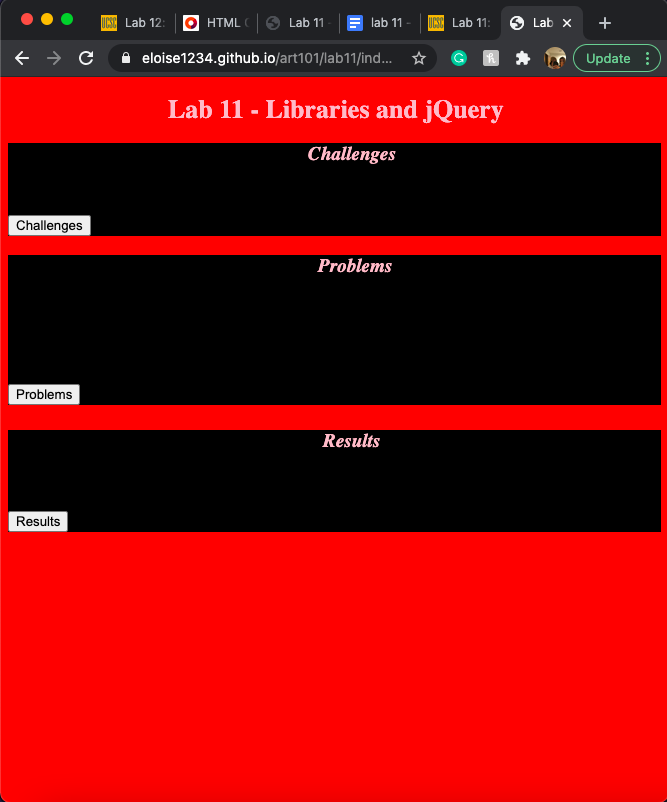 Lab 12: HTML C Lab 11 - lab 11 - Lab 11: Lab
eloise1234.github.io/art101/lab11/ind... Update
Lab 11 - Libraries and jQuery
Challenges
Challenges
Problems
Problems
Results
Results